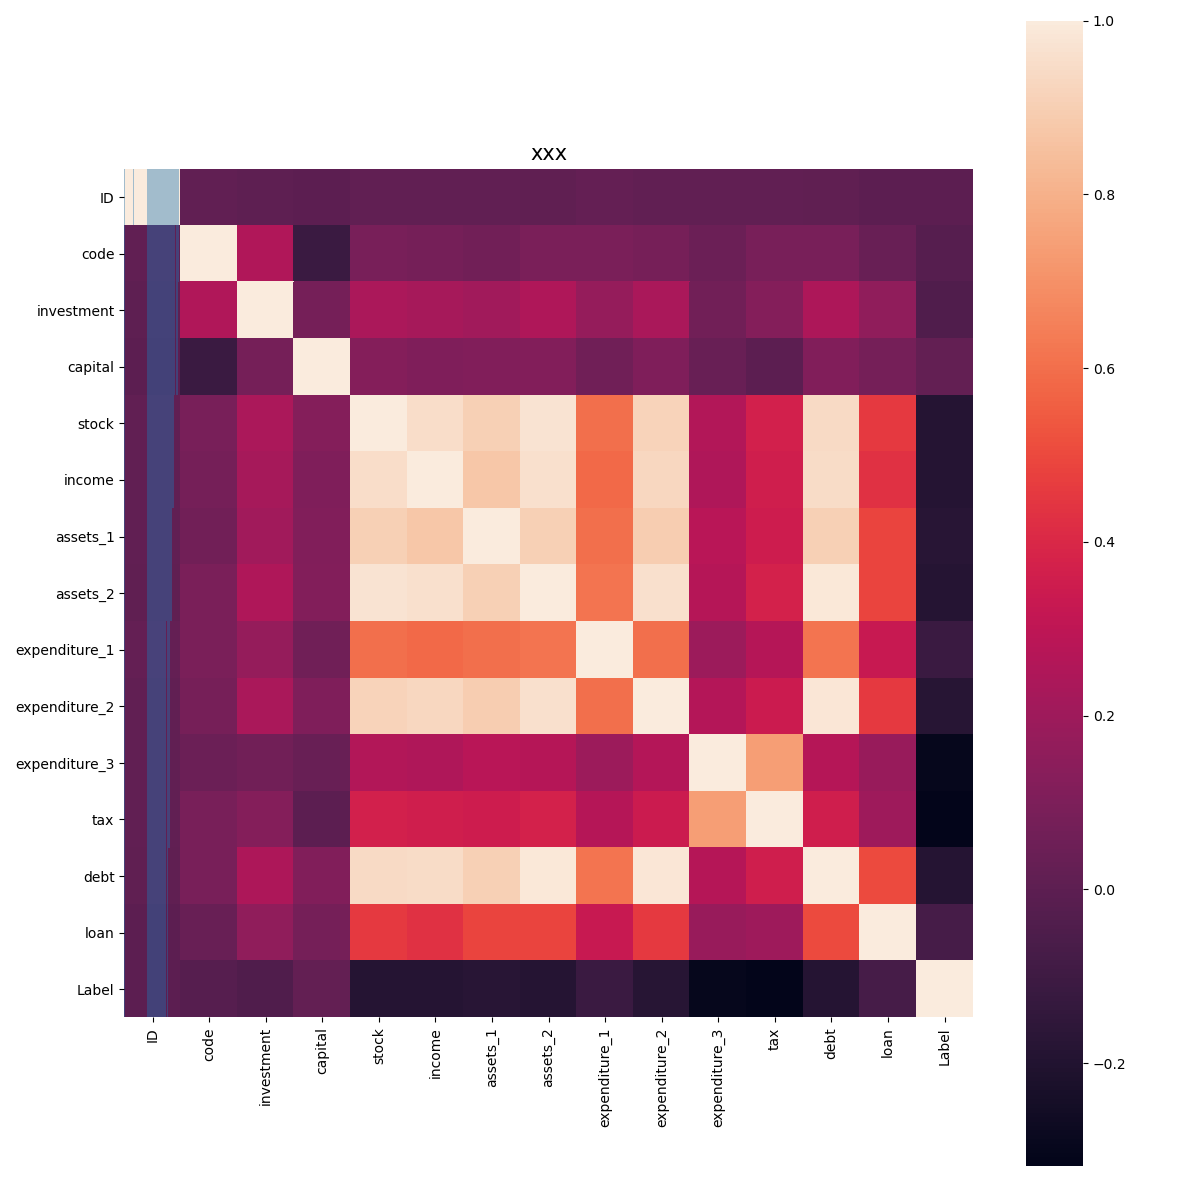 xxx
ID
code
investment
capital
stock
income
assets_1
assets_2
expenditure_1
expenditure_2
expenditure_3
tax
debt
loan
Label
ID
code
investment
capital
stock
income
assets_1
assets_2
expenditure_1
expenditure_2
expenditure_3
tax
debt
loan
Label
1.0
0.8
0.6
0.4
0.2
0.0
−0.2